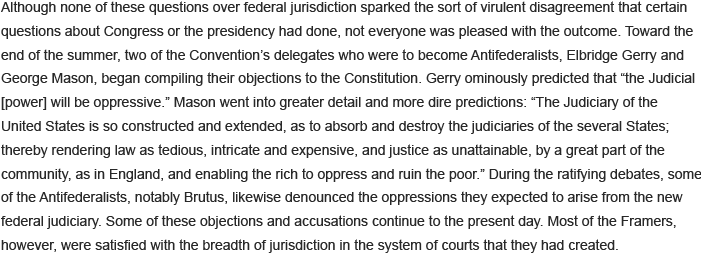 Although none of these questions over federal jurisdiction sparked the sort of virulent disagreement that certain
questions about Congress or the presidency had done, not everyone was pleased with the outcome. Toward the
end of the summer, two of the Convention’s delegates who were to become Antifederalists, Elbridge Gerry and
George Mason, began compiling their objections to the Constitution. Gerry ominously predicted that “the Judicial
[power] will be oppressive.” Mason went into greater detail and more dire predictions: “The Judiciary of the
United States is so constructed and extended, as to absorb and destroy the judiciaries of the several States;
thereby rendering law as tedious, intricate and expensive, and justice as unattainable, by a great part of the
community, as in England, and enabling the rich to oppress and ruin the poor.” During the ratifying debates, some
of the Antifederalists, notably Brutus, likewise denounced the oppressions they expected to arise from the new
federal judiciary. Some of these objections and accusations continue to the present day. Most of the Framers,
however, were satisfied with the breadth of jurisdiction in the system of courts that they had created.